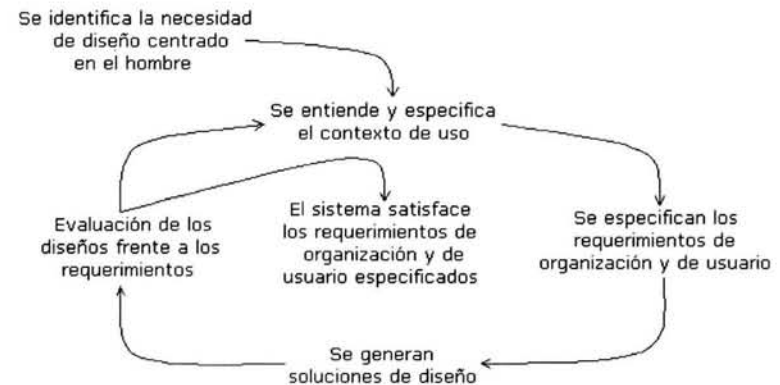 Se identifica la necesidad
de diseño centrado
en el hombre
Se entiende y especifica
el contexto de uso
Evaluación de los
diseños frente a los
requerimientos
El sistema satisface
los requerimientos de
organización y de
usuario especificados
Se especifican los
requerimientos de
organización y de usuario
Se generan
soluciones de diseño